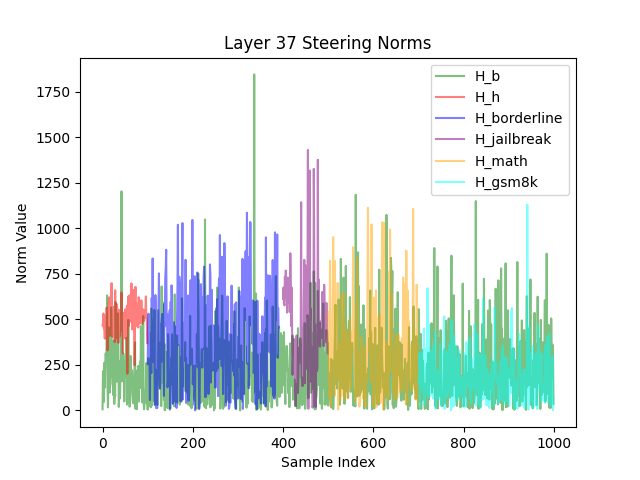 Layer 37 Steering Norms
H_b
H_h
H_borderline
H_jailbreak
H_math
H_gsm8k
Norm Value
1750
1500
1250
1000
750
500
250
0
0 200 400 600 800 1000
Sample Index